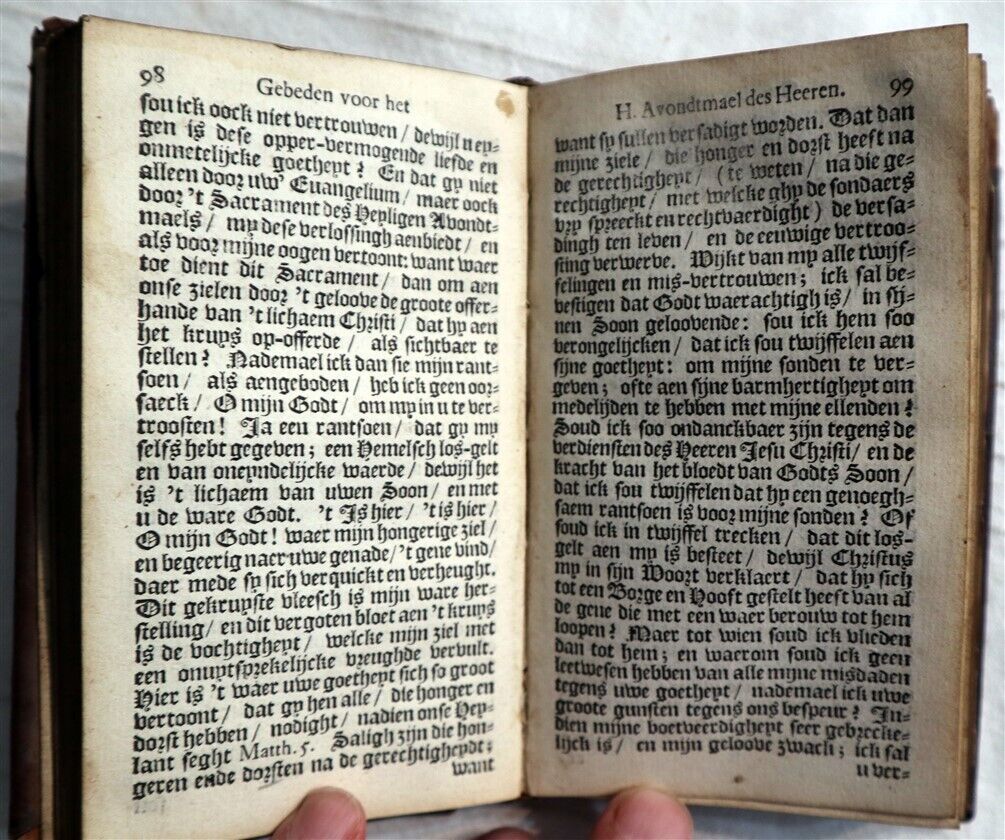 98
Gebeden voor het
sou ick oock niet vertrouwen / dewijl u ey-
gen is dese opper-vermogende liefde en
onmetelijcke goetheyt? En dat gy niet
alleen door uw' Euangelium / maer oock
door 't Sacrament des Heyligen Avondt-
maels / my dese verlossingh aenbiedt / en
als voor mijne oogen vertoont: want waer
toe dient dit Sacrament / dan om aen
onse zielen door 't geloove de groote offer-
hande van 't lichaem Christi / dat hy aen
het kruys op-offerde / als sichtbaer te
stellen? Nademael ick dan sie mijn rant-
soen / als aengeboden / heb ick geen oor-
saeck / O mijn Godt / om my in u te ver-
troosten! Ja een rantsoen / dat gy my
selfs hebt gegeven; een Hemelsch los-gelt
en van oneyndelijcke waerde / dewijl het
is 't lichaem van uwen Soon / en met
u de ware Godt. 't Is hier / 't is hier /
O mijn Godt! waer mijn hongerige ziel /
en begeerig naer uwe genade / 't gene vind /
daer mede sy sich verquickt en verheught.
Dit gekruyste vleesch is mijn ware her-
stelling / en dit vergoten bloet aen 't kruys
is de vochtigheyt / welcke mijn ziel met
een onuytsprekelijcke vreughde vervult.
Hier is 't waer uwe goetheyt sich so groot
vertoont / dat gy hen alle / die honger en
dorst hebben / nodight / nadien onse Hey-
lant seght Matth. 5. Saligh zijn die hon-
geren ende dorsten na de gerechtigheydt;
want
H. Avondtmael des Heeren.
99
want sy sullen versadigt worden. Dat dan
mijne ziele / die honger en dorst heeft na
de gerechtigheyt / (te weten / na die ge-
rechtigheyt / met welcke ghy de sondaers
vry spreeckt en rechtvaerdight) de versa-
dingh ten leven / en de eeuwige vertroo-
sting verwerve. Wijkt van my alle twijf-
felingen en mis-vertrouwen; ick sal be-
vestigen dat Godt waerachtigh is / in sij-
nen Soon geloovende: sou ick hem soo
verongelijcken / dat ick sou twijffelen aen
sijne goetheyt: om mijne sonden te ver-
geven; ofte aen sijne barmhertigheyt om
medelijden te hebben met mijne ellenden?
Soud ick soo ondanckbaer zijn tegens de
verdiensten des Heeren Jesu Christi / en de
kracht van het bloedt van Godts Soon /
dat ick sou twijffelen dat hy een genoegh-
saem rantsoen is voor mijne sonden? Of
soud ick in twijffel trecken / dat dit los-
gelt aen my is besteet / dewijl Christus
my in sijn Woort verklaert / dat hy sich
tot een Borge en Hooft gestelt heeft van al
de gene die met een waer berouw tot hem
loopen? Maer tot wien soud ick vlieden
dan tot hem; en waerom soud ick geen
leetwesen hebben van alle mijne misdaden
tegens uwe goetheyt / nademael ick uwe
groote gunsten tegens ons bespeur? In-
dien mijne boetveerdigheyt seer gebrecke-
lijck is / en mijn geloove zwack; ick sal
u ver-